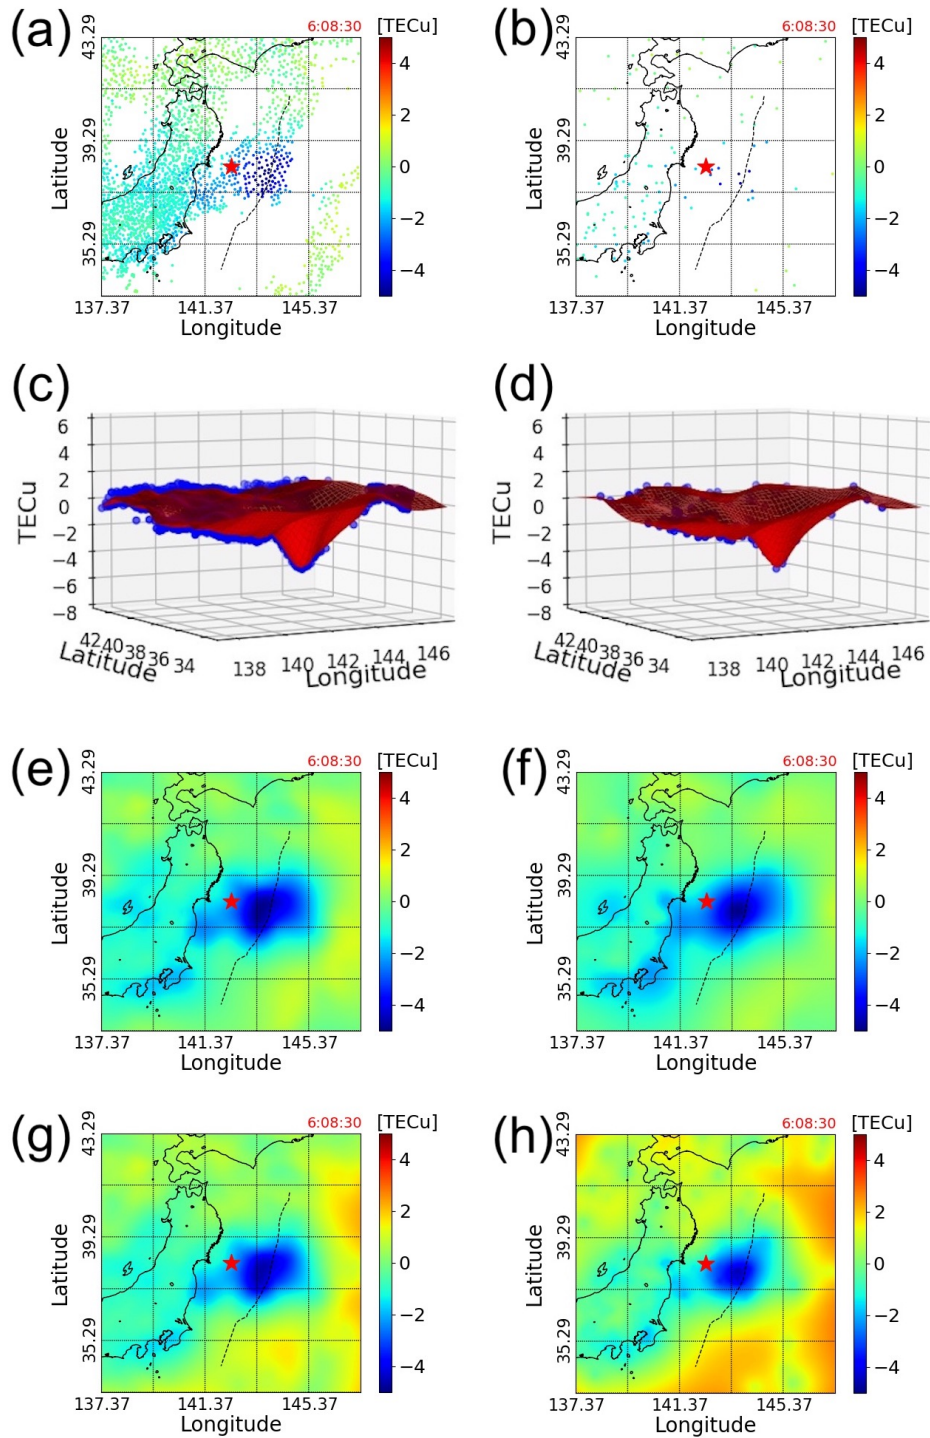 (a)
6:08:30
[TECu]
43.29
39.29
35.29
Latitude
137.37
141.37
145.37
Longitude
4
2
0
−2
−4
(b)
6:08:30
[TECu]
43.29
39.29
35.29
Latitude
137.37
141.37
145.37
Longitude
4
2
0
−2
−4
(c)
6
4
2
0
−2
−4
−6
−8
TECu
42 40 38 36 34
Latitude
138 140 142 144 146
Longitude
(d)
6
4
2
0
−2
−4
−6
−8
TECu
42 40 38 36 34
Latitude
138 140 142 144 146
Longitude
(e)
6:08:30
[TECu]
43.29
39.29
35.29
Latitude
137.37
141.37
145.37
Longitude
4
2
0
−2
−4
(f)
6:08:30
[TECu]
43.29
39.29
35.29
Latitude
137.37
141.37
145.37
Longitude
4
2
0
−2
−4
(g)
6:08:30
[TECu]
43.29
39.29
35.29
Latitude
137.37
141.37
145.37
Longitude
4
2
0
−2
−4
(h)
6:08:30
[TECu]
43.29
39.29
35.29
Latitude
137.37
141.37
145.37
Longitude
4
2
0
−2
−4